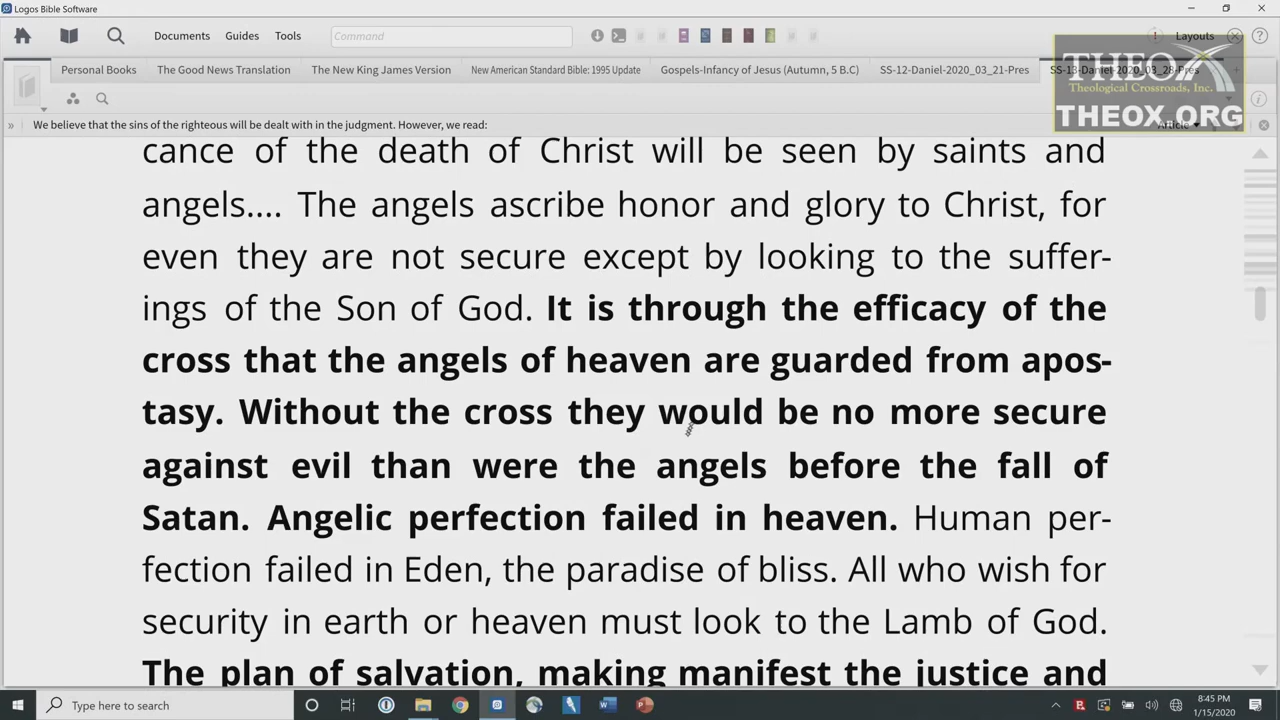 Logos Bible Software
Documents Guides Tools Command Layouts
Personal Books The Good News Translation The New American Standard Bible: 1995 Update Gospels-Infancy of Jesus (Autumn, 5 B.C) SS-12-Daniel-2020_03_21-Pres SS-13-Daniel-2020_03_28-Pres
THEOX
Theological Crossroads, Inc.
THEOX.ORG
We believe that the sins of the righteous will be dealt with in the judgment. However, we read: Article
cance of the death of Christ will be seen by saints and
angels.... The angels ascribe honor and glory to Christ, for
even they are not secure except by looking to the suffer-
ings of the Son of God. It is through the efficacy of the
cross that the angels of heaven are guarded from apos-
tasy. Without the cross they would be no more secure
against evil than were the angels before the fall of
Satan. Angelic perfection failed in heaven. Human per-
fection failed in Eden, the paradise of bliss. All who wish for
security in earth or heaven must look to the Lamb of God.
The plan of salvation, making manifest the justice and
Type here to search
8:45 PM
1/15/2020